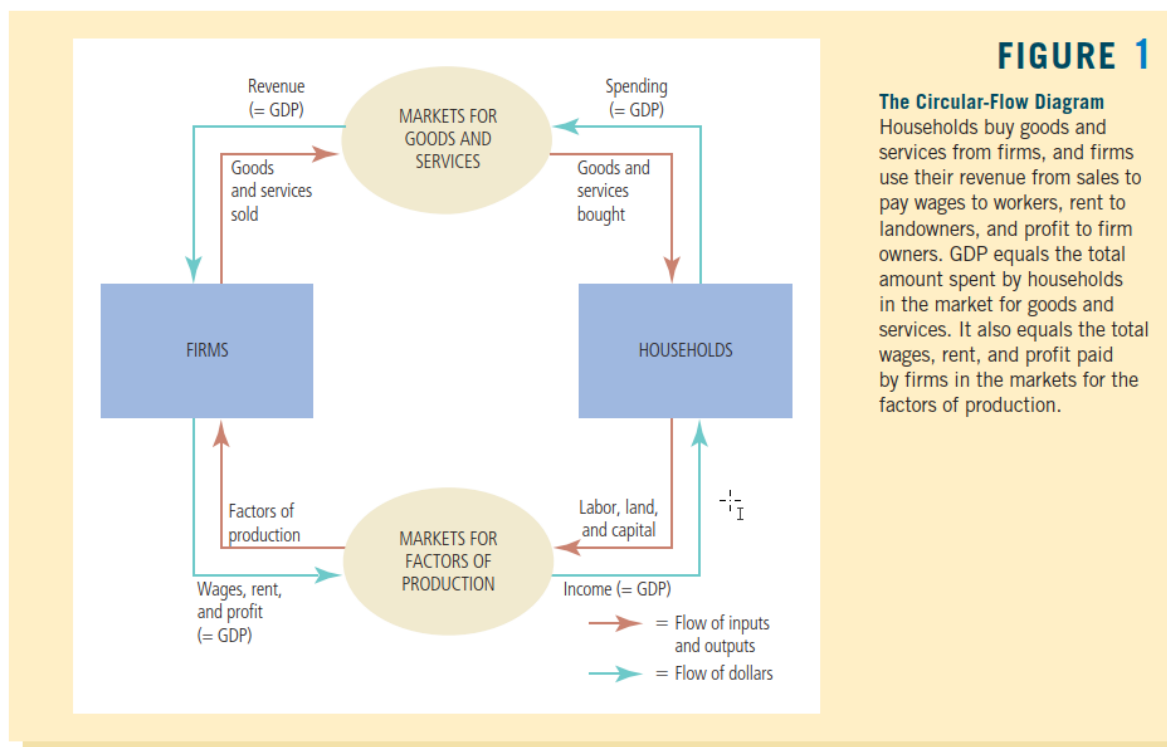 FIGURE 1
The Circular-Flow Diagram
Households buy goods and
services from firms, and firms
use their revenue from sales to
pay wages to workers, rent to
landowners, and profit to firm
owners. GDP equals the total
amount spent by households
in the market for goods and
services. It also equals the total
wages, rent, and profit paid
by firms in the markets for the
factors of production.
Revenue
(= GDP)
Spending
(= GDP)
MARKETS FOR
GOODS AND
SERVICES
Goods
and services
sold
Goods and
services
bought
FIRMS
HOUSEHOLDS
Factors of
production
Labor, land,
and capital
MARKETS FOR
FACTORS OF
PRODUCTION
Wages, rent,
and profit
(= GDP)
Income (= GDP)
= Flow of inputs
and outputs
= Flow of dollars